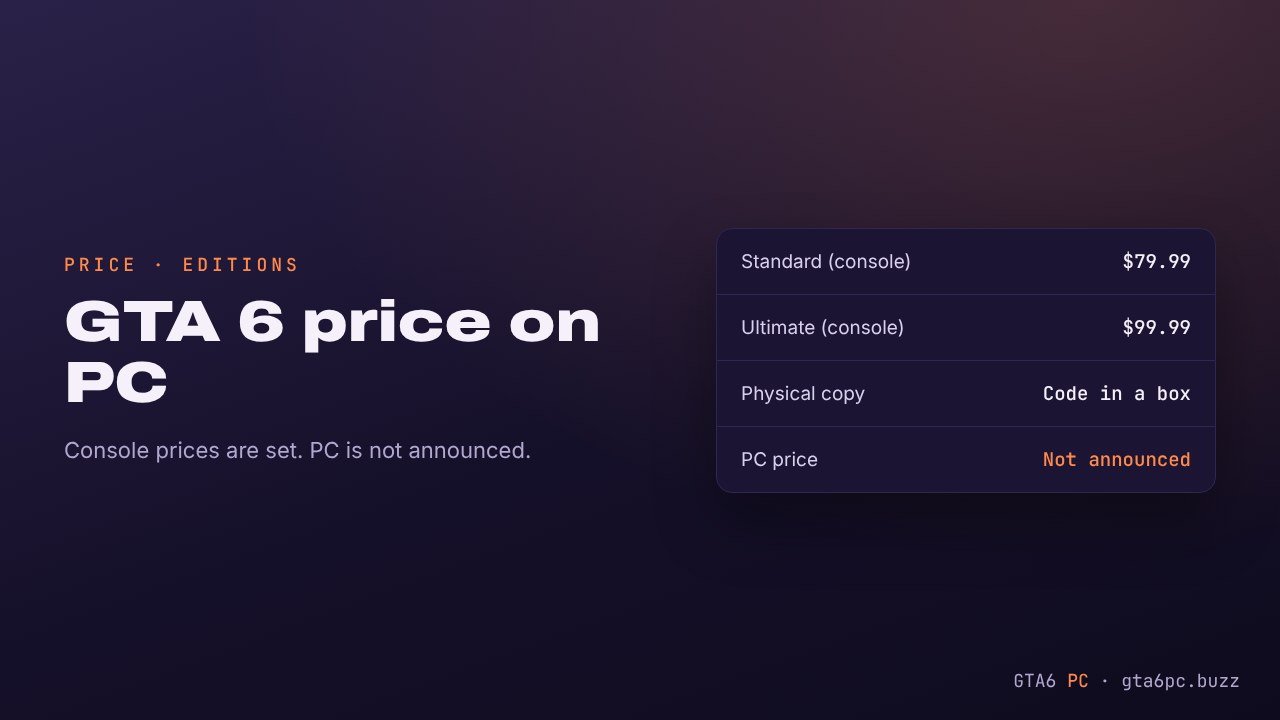 PRICE · EDITIONS
GTA 6 price on
PC
Console prices are set. PC is not announced.
Standard (console) $79.99
Ultimate (console) $99.99
Physical copy Code in a box
PC price Not announced
GTA6 PC · gta6pc.buzz